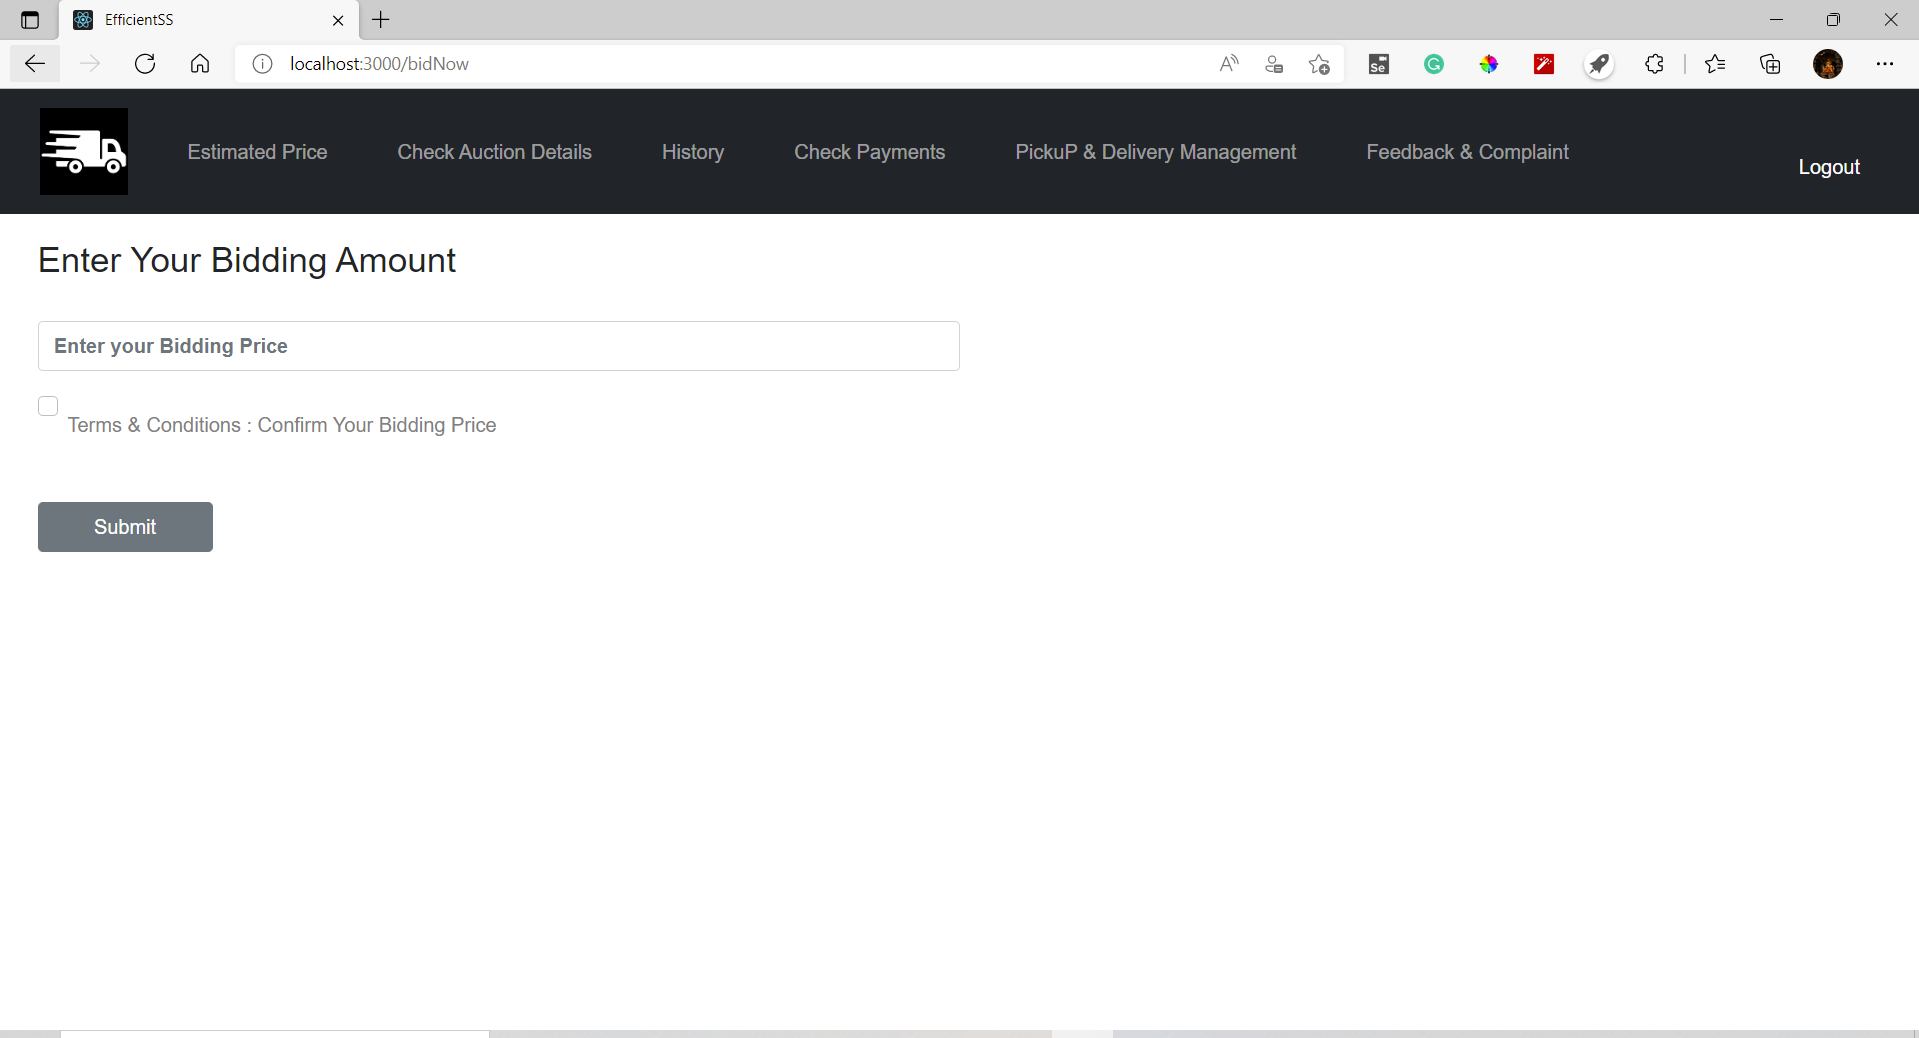 EfficientSS
localhost:3000/bidNow
Estimated Price
Check Auction Details
History
Check Payments
PickuP & Delivery Management
Feedback & Complaint
Logout
Enter Your Bidding Amount
Enter your Bidding Price
Terms & Conditions : Confirm Your Bidding Price
Submit